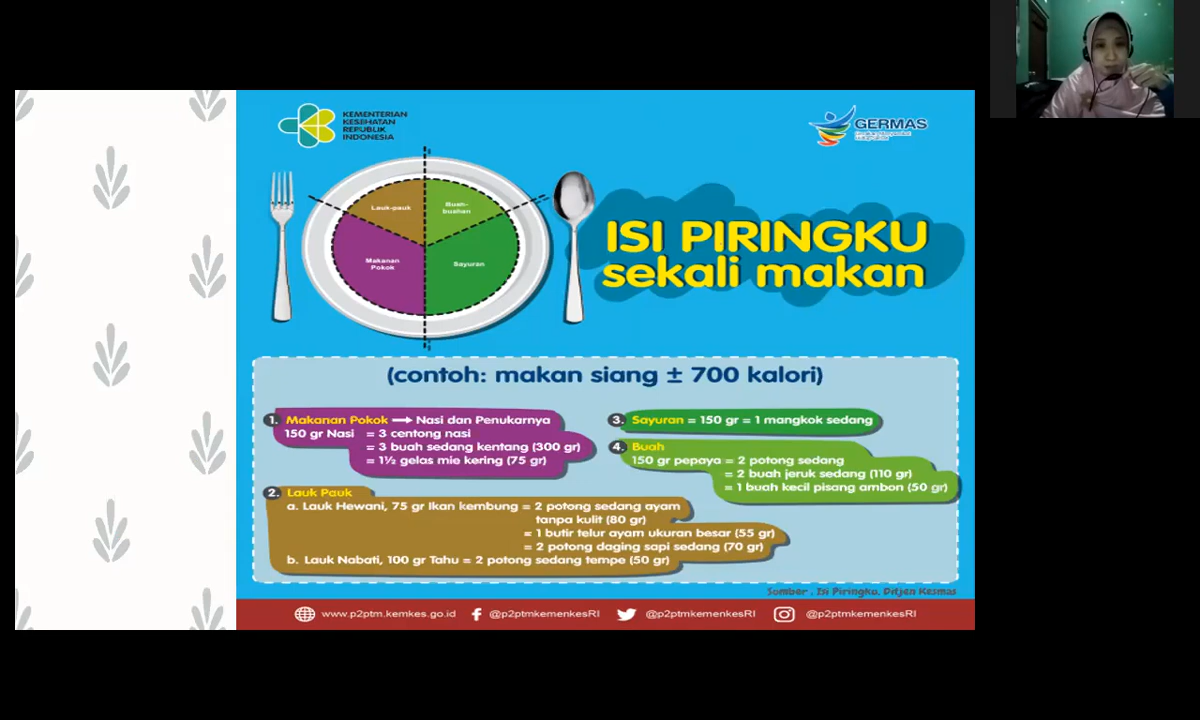 KEMENTERIAN
KESEHATAN
REPUBLIK
INDONESIA
GERMAS
Lauk-pauk
Buah-
buahan
Makanan
Pokok
Sayuran
ISI PIRINGKU
sekali makan
(contoh: makan siang ± 700 kalori)
1. Makanan Pokok → Nasi dan Penukarnya
150 gr Nasi = 3 centong nasi
= 3 buah sedang kentang (300 gr)
= 1½ gelas mie kering (75 gr)
2. Lauk Pauk
a. Lauk Hewani, 75 gr Ikan kembung = 2 potong sedang ayam
tanpa kulit (80 gr)
= 1 butir telur ayam ukuran besar (55 gr)
= 2 potong daging sapi sedang (70 gr)
b. Lauk Nabati, 100 gr Tahu = 2 potong sedang tempe (50 gr)
3. Sayuran = 150 gr = 1 mangkok sedang
4. Buah
150 gr pepaya = 2 potong sedang
= 2 buah jeruk sedang (110 gr)
= 1 buah kecil pisang ambon (50 gr)
Sumber : Isi Piringku, Ditjen Kesmas
www.p2ptm.kemkes.go.id @p2ptmkemenkesRI @p2ptmkemenkesRI @p2ptmkemenkesRI